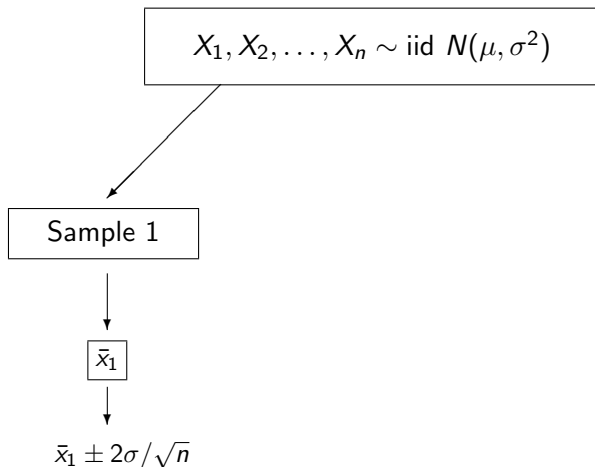 X₁, X₂, . . . , Xₙ ∼ iid N(μ, σ²)
Sample 1
x̄₁
x̄₁ ± 2σ/√n